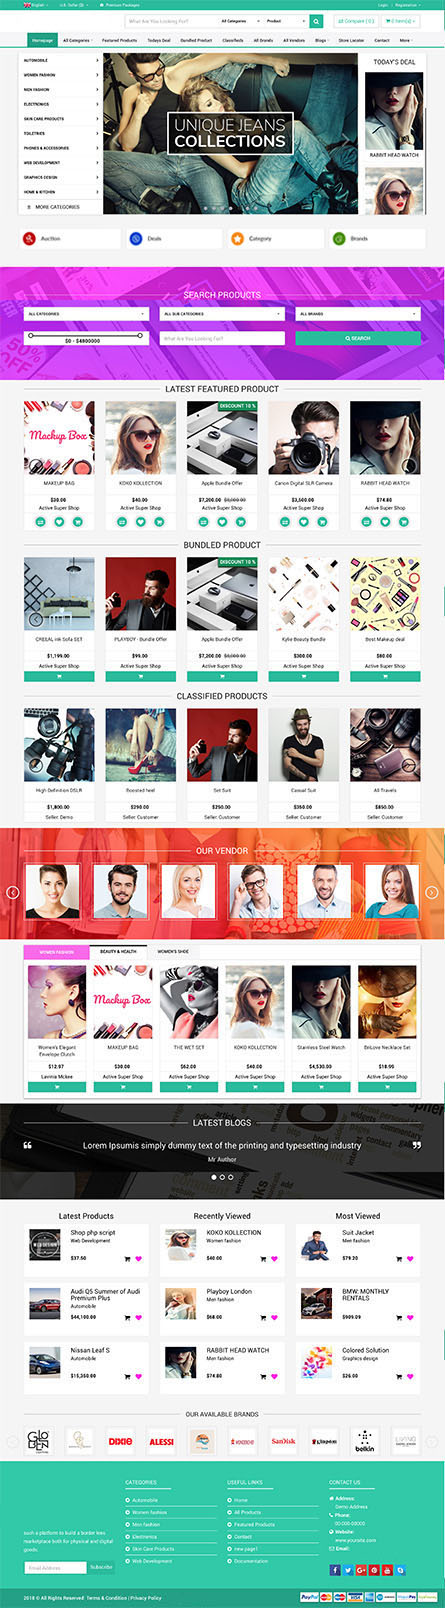 English
U.S. Dollar ($)
Premium Packages
Login
Registration
What Are You Looking For?
All Categories
Product
Compare ( 0 )
0 Item(s)
Homepage
All Categories
Featured Products
Todays Deal
Bundled Product
Classifieds
All Brands
All Vendors
Blogs
Store Locator
Contact
More
AUTOMOBILE
WOMEN FASHION
MEN FASHION
ELECTRONICS
SKIN CARE PRODUCTS
TOILETRIES
PHONES & ACCESSORIES
WEB DEVELOPMENT
GRAPHICS DESIGN
HOME & KITCHEN
MORE CATEGORIES
UNIQUE JEANS
COLLECTIONS
TODAY'S DEAL
RABBIT HEAD WATCH
Auction
Deals
Category
Brands
SEARCH PRODUCTS
ALL CATEGORIES
ALL SUB CATEGORIES
ALL BRANDS
$0 - $4800000
What Are You Looking For?
SEARCH
50%
OFF
LATEST FEATURED PRODUCT
DISCOUNT 10 %
Mackup Box
MAKEUP BAG
KOKO KOLLECTION
Apple Bundle Offer
Canon Digital SLR Camera
RABBIT HEAD WATCH
$30.00
$40.00
$7,200.00 $8,000.00
$3,500.00
$74.80
Active Super Shop
Active Super Shop
Active Super Shop
Active Super Shop
Active Super Shop
BUNDLED PRODUCT
DISCOUNT 10 %
CREEAL ink Sofa SET
PLAYBOY - Bundle Offer
Apple Bundle Offer
Kylie Beauty Bundle
Best Makeup deal
$1,199.00
$99.00
$7,200.00 $8,000.00
$300.00
$80.00
Active Super Shop
Active Super Shop
Active Super Shop
Active Super Shop
Active Super Shop
CLASSIFIED PRODUCTS
High Definition DSLR
Boosted heel
Set Suit
Casual Suit
All Travels
$1,800.00
$290.00
$250.00
$350.00
$850.00
Seller: Demo
Seller: Customer
Seller: Customer
Seller: Customer
Seller: Customer
OUR VENDOR
WOMEN FASHION
BEAUTY & HEALTH
WOMEN'S SHOE
Mackup Box
Women's Elegant Envelope Clutch
MAKEUP BAG
THE WET SET
KOKO KOLLECTION
Stainless Steel Watch
BriLove Necklace Set
$12.97
$30.00
$62.00
$40.00
$4,530.00
$18.99
Lavinia Mckee
Active Super Shop
Active Super Shop
Active Super Shop
Active Super Shop
Active Super Shop
LATEST BLOGS
Lorem Ipsumis simply dummy text of the printing and typesetting industry
Mr Author
Latest Products
Recently Viewed
Most Viewed
Shop php script
Web Development
$37.50
KOKO KOLLECTION
Women fashion
$40.00
Suit Jacket
Men fashion
$79.20
Audi Q5 Summer of Audi
Premium Plus
Automobile
$44,100.00
Playboy London
Men fashion
$68.00
BMW: MONTHLY
RENTALS
$909.09
Nissan Leaf S
Automobile
$15,350.00
RABBIT HEAD WATCH
Men fashion
$74.80
Colored Solution
Graphics design
$26.00
OUR AVAILABLE BRANDS
DIXIE
ALESSI
SanDisk
belkin
LIVING
CATEGORIES
USEFUL LINKS
CONTACT US
Automobile
Women fashion
Men fashion
Electronics
Skin Care Products
Web Development
Home
All Products
Featured Products
Contact
new page1
Documentation
Address:
Demo Address
Phone:
00-000-00000
Website:
www.yoursite.com
Email:
such a platform to build a border less
marketplace both for physical and digital
goods.
Email Address
Subscribe
2018 © All Rights Reserved
Terms & Condition | Privacy Policy
PayPal
VISA